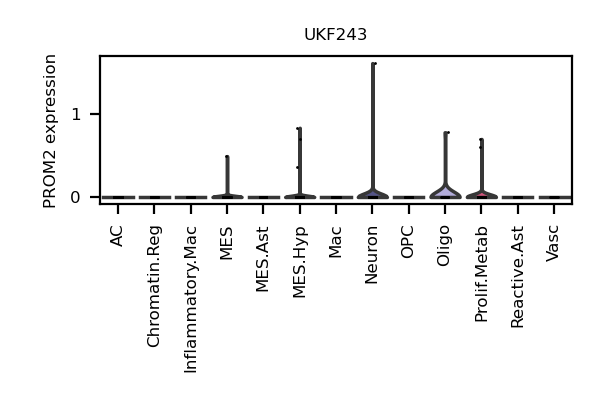 UKF243
PROM2 expression
1
0
AC
Chromatin.Reg
Inflammatory.Mac
MES
MES.Ast
MES.Hyp
Mac
Neuron
OPC
Oligo
Prolif.Metab
Reactive.Ast
Vasc